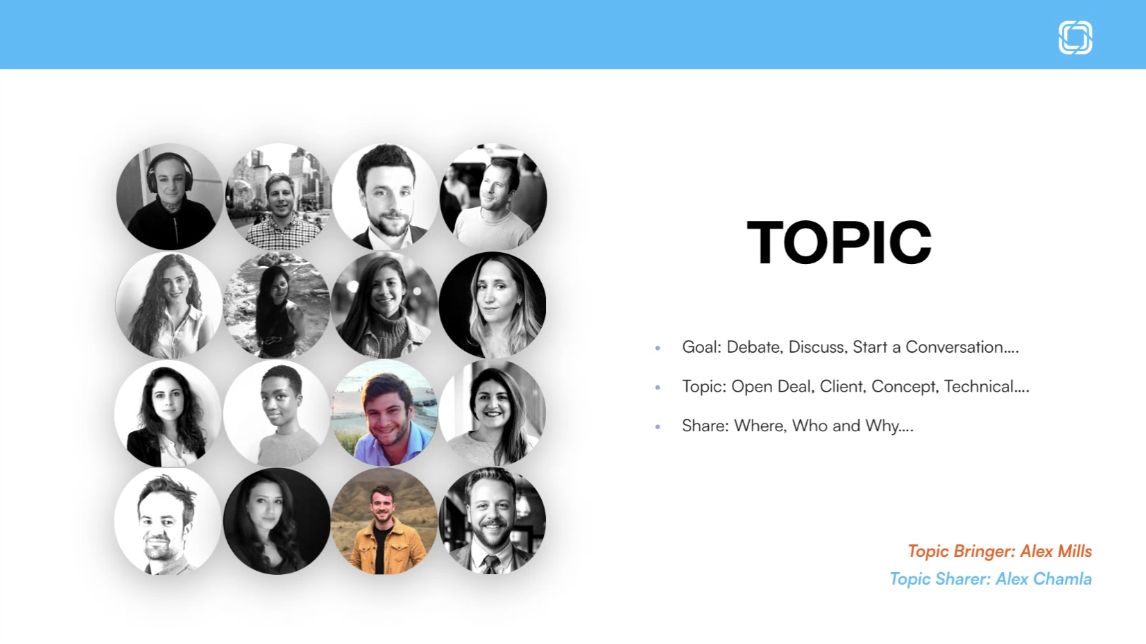 TOPIC
Goal: Debate, Discuss, Start a Conversation....
Topic: Open Deal, Client, Concept, Technical....
Share: Where, Who and Why....
Topic Bringer: Alex Mills
Topic Sharer: Alex Chamla